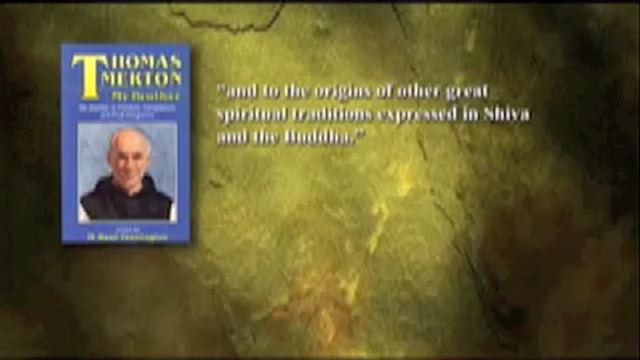 THOMAS
MERTON
My Brother
"and to the origins of other great
spiritual traditions expressed in Shiva
and the Buddha."